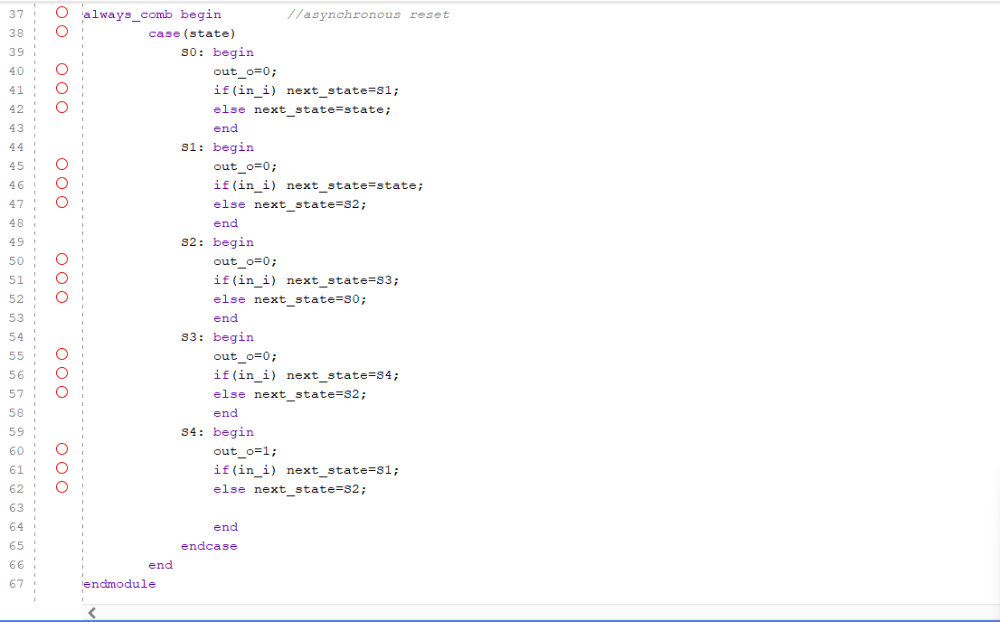 37 always_comb begin //asynchronous reset
38 case(state)
39 S0: begin
40 out_o=0;
41 if(in_i) next_state=S1;
42 else next_state=state;
43 end
44 S1: begin
45 out_o=0;
46 if(in_i) next_state=state;
47 else next_state=S2;
48 end
49 S2: begin
50 out_o=0;
51 if(in_i) next_state=S3;
52 else next_state=S0;
53 end
54 S3: begin
55 out_o=0;
56 if(in_i) next_state=S4;
57 else next_state=S2;
58 end
59 S4: begin
60 out_o=1;
61 if(in_i) next_state=S1;
62 else next_state=S2;
63
64 end
65 endcase
66 end
67 endmodule